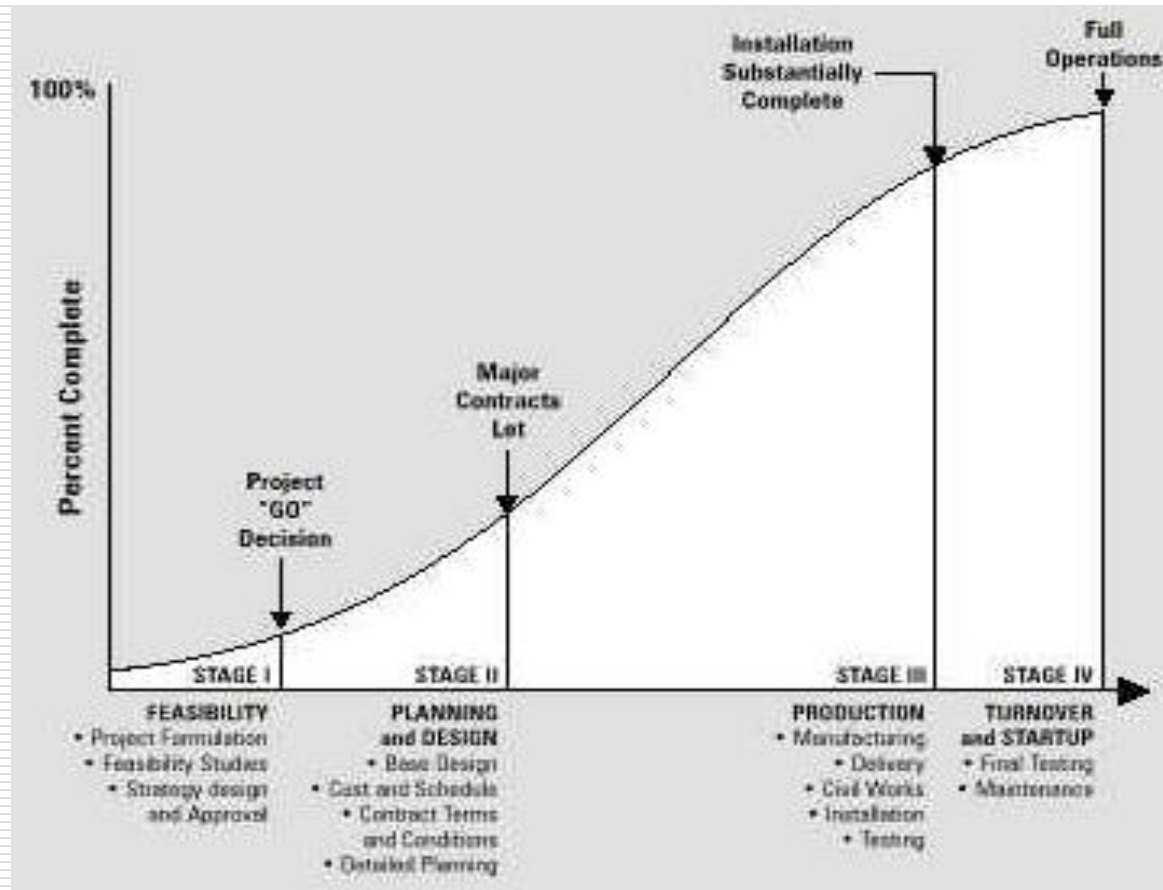 100%
Percent Complete
Project
"GO"
Decision
Major
Contracts
Let
Installation
Substantially
Complete
Full
Operations
STAGE I
STAGE II
STAGE III
STAGE IV
FEASIBILITY
• Project Formulation
• Feasibility Studies
• Strategy design
and Approval
PLANNING
and DESIGN
• Base Design
• Cost and Schedule
• Contract Terms
and Conditions
• Detailed Planning
PRODUCTION
• Manufacturing
• Delivery
• Civil Works
• Installation
• Testing
TURNOVER
and STARTUP
• Final Testing
• Maintenance